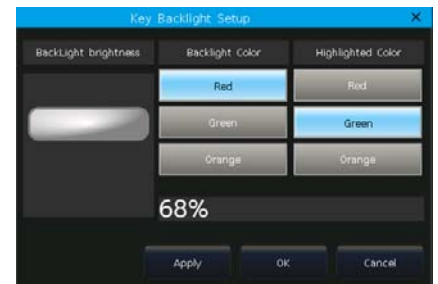 Key Backlight Setup
BackLight brightness Backlight Color Highlighted Color
Red Red
Green Green
Orange Orange
68%
Apply OK Cancel